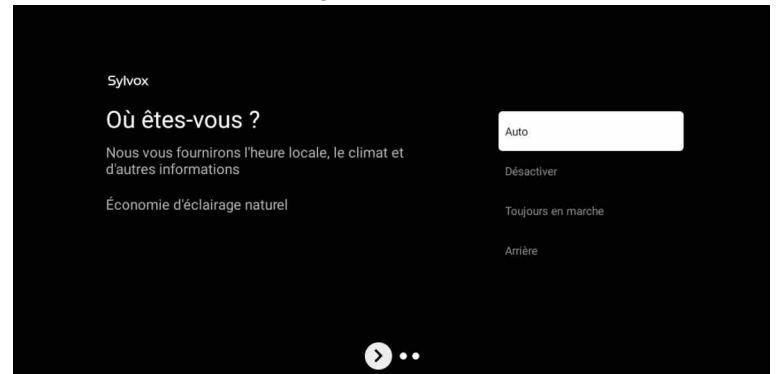 Sylvox
Où êtes-vous ?
Nous vous fournirons l'heure locale, le climat et
d'autres informations
Économie d'éclairage naturel
Auto
Désactiver
Toujours en marche
Arrière